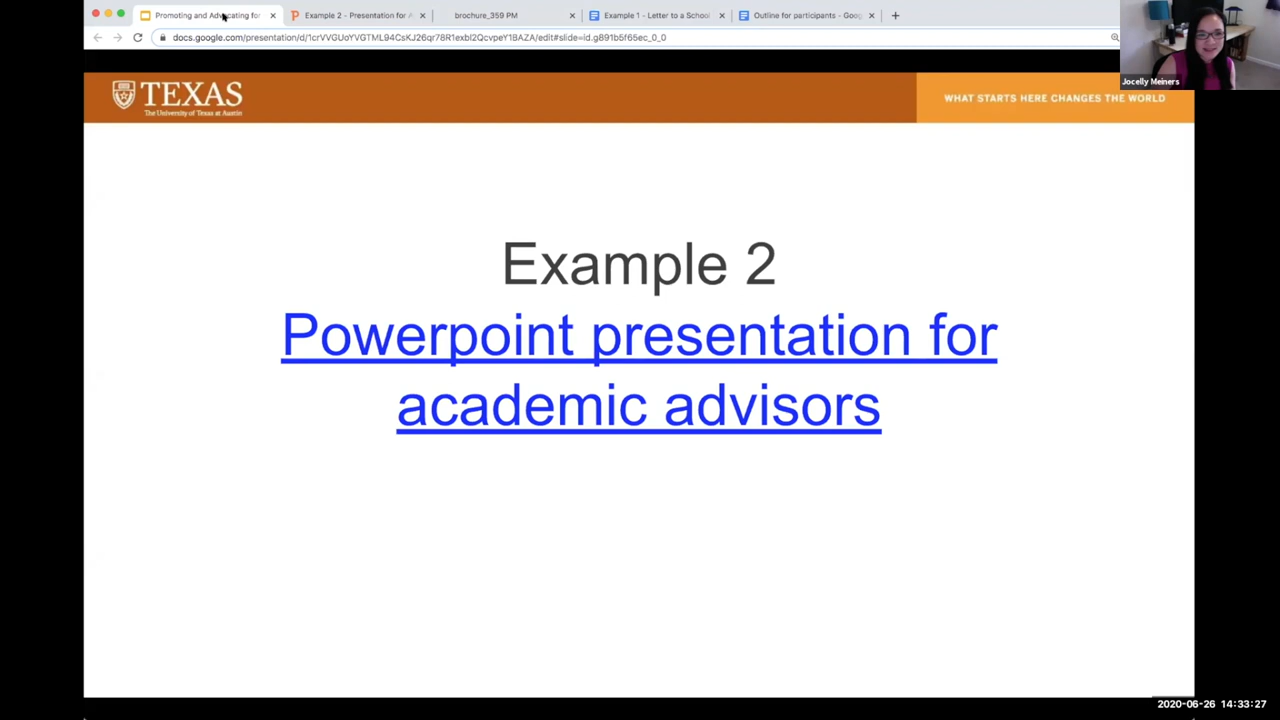 Promoting and Advocating for
Example 2 - Presentation for A
brochure_359 PM
Example 1 - Letter to a School
Outline for participants - Goog
docs.google.com/presentation/d/1crVVGUoYVGTML94CsKJ26qr78R1exbI2QcvpeY1BAZA/edit#slide=id.g891b5f65ec_0_0
Jocelly Meiners
TEXAS
The University of Texas at Austin
WHAT STARTS HERE CHANGES THE WORLD
Example 2
Powerpoint presentation for
academic advisors
2020-06-26 14:33:27